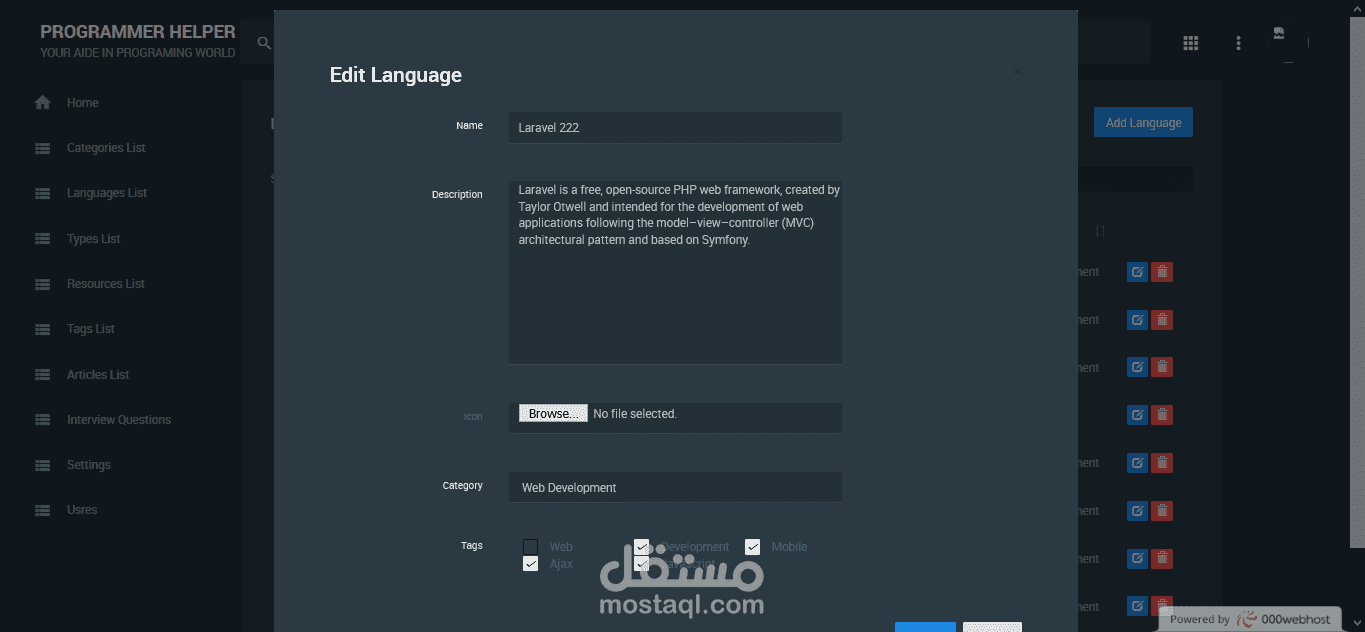 PROGRAMMER HELPER
YOUR AIDE IN PROGRAMING WORLD
Home
Categories List
Languages List
Types List
Resources List
Tags List
Articles List
Interview Questions
Settings
Usres
Edit Language
×
Name
Laravel 222
Description
Laravel is a free, open-source PHP web framework, created by
Taylor Otwell and intended for the development of web
applications following the model–view–controller (MVC)
architectural pattern and based on Symfony.
Icon
Browse... No file selected.
Category
Web Development
Tags
Web Development Mobile
Ajax
Add Language
مستقل
mostaql.com
Powered by 000webhost